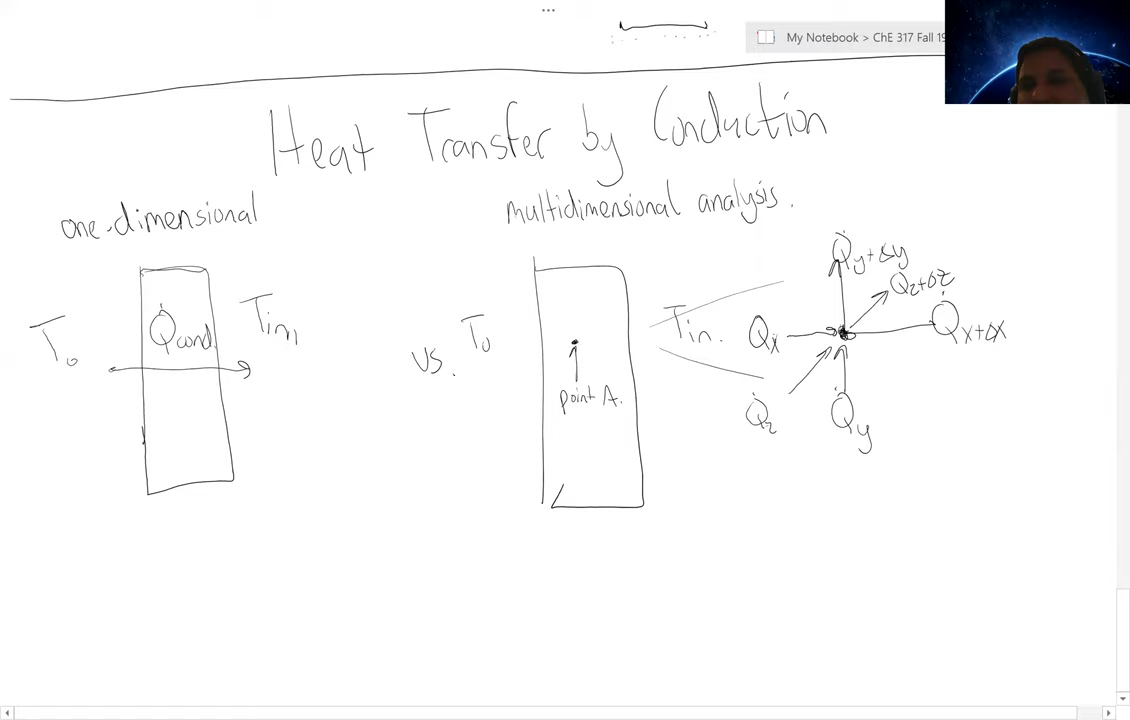 My Notebook > ChE 317 Fall 19
Heat Transfer by Conduction
one-dimensional
multidimensional analysis.
T₀
Q̇cond.
Tin,
vs.
T₀
point A.
Tin.
Q̇y+Δy
Q̇z+Δz
Qx
Q̇x+Δx
Q̇z
Q̇y